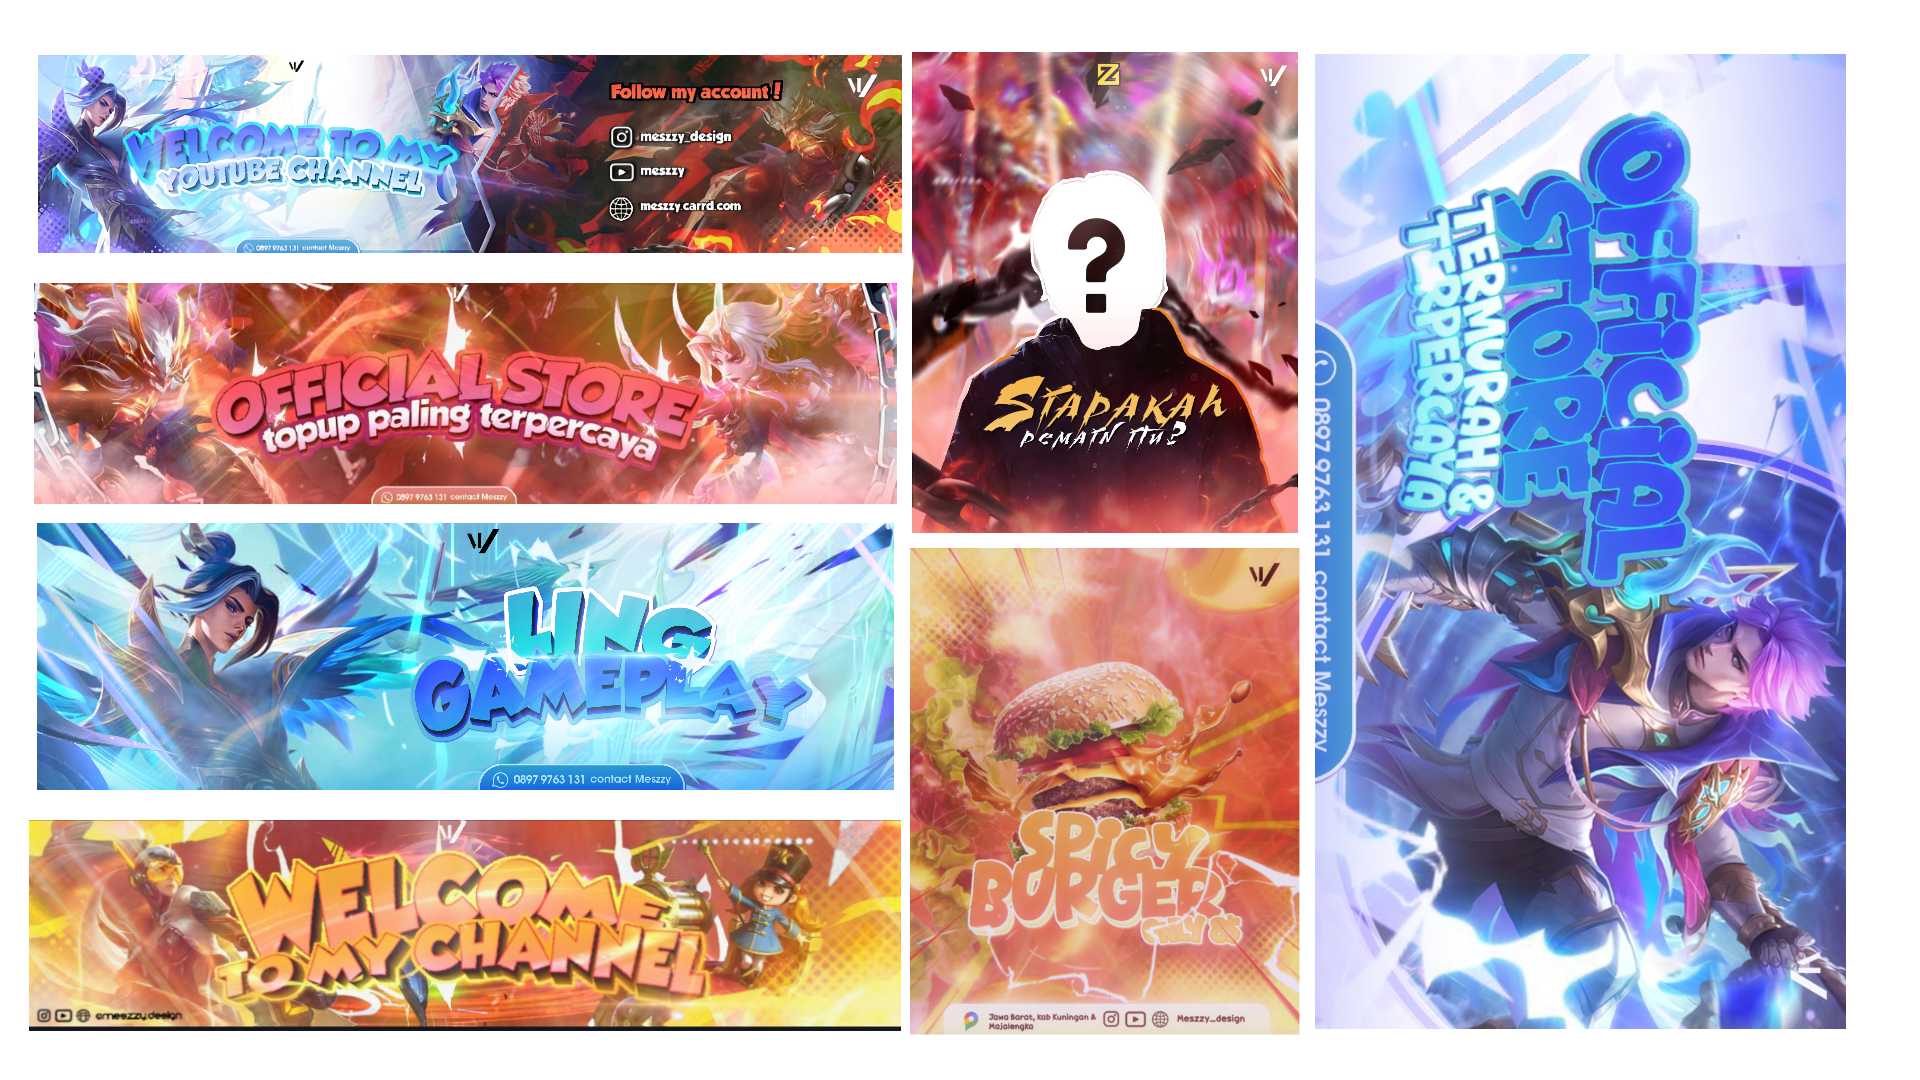 WELCOME TO MY
YOUTUBE CHANNEL
Follow my account!
meszzy_design
meszzy
meszzy.carrd.com
0897 9763 131 contact Meszzy
OFFICIAL STORE
topup paling terpercaya
0897 9763 131 contact Meszzy
LING
GAMEPLAY
0897 9763 131 contact Meszzy
WELCOME
TO MY CHANNEL
@meszzy.design
Z
?
STAPAKAH
PEMAIN ITU?
SPICY
BURGER
Jawa Barat, kab Kuningan &
Majalengka
Meszzy_design
OFFICIAL
STORE
TERMURAH &
TERPERCAYA
0897 9763 131 contact Meszzy